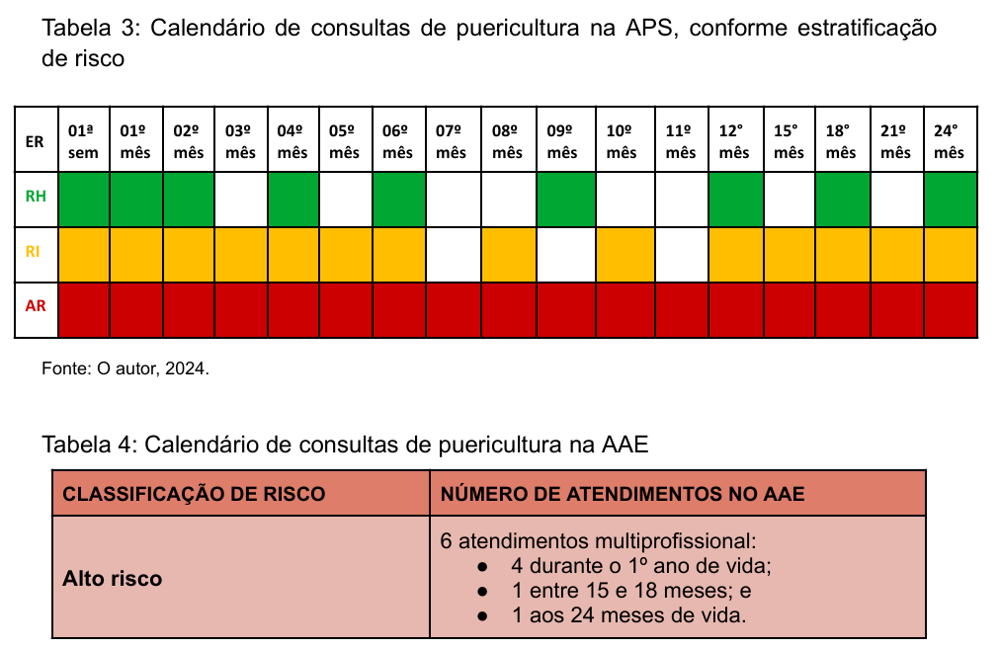 Tabela 3: Calendário de consultas de puericultura na APS, conforme estratificação
de risco
ER 01ª sem 01º mês 02º mês 03º mês 04º mês 05º mês 06º mês 07º mês 08º mês 09º mês 10º mês 11º mês 12° mês 15° mês 18° mês 21º mês 24° mês
RH
RI
AR
Fonte: O autor, 2024.
Tabela 4: Calendário de consultas de puericultura na AAE
CLASSIFICAÇÃO DE RISCO NÚMERO DE ATENDIMENTOS NO AAE
Alto risco
6 atendimentos multiprofissional:
● 4 durante o 1º ano de vida;
● 1 entre 15 e 18 meses; e
● 1 aos 24 meses de vida.